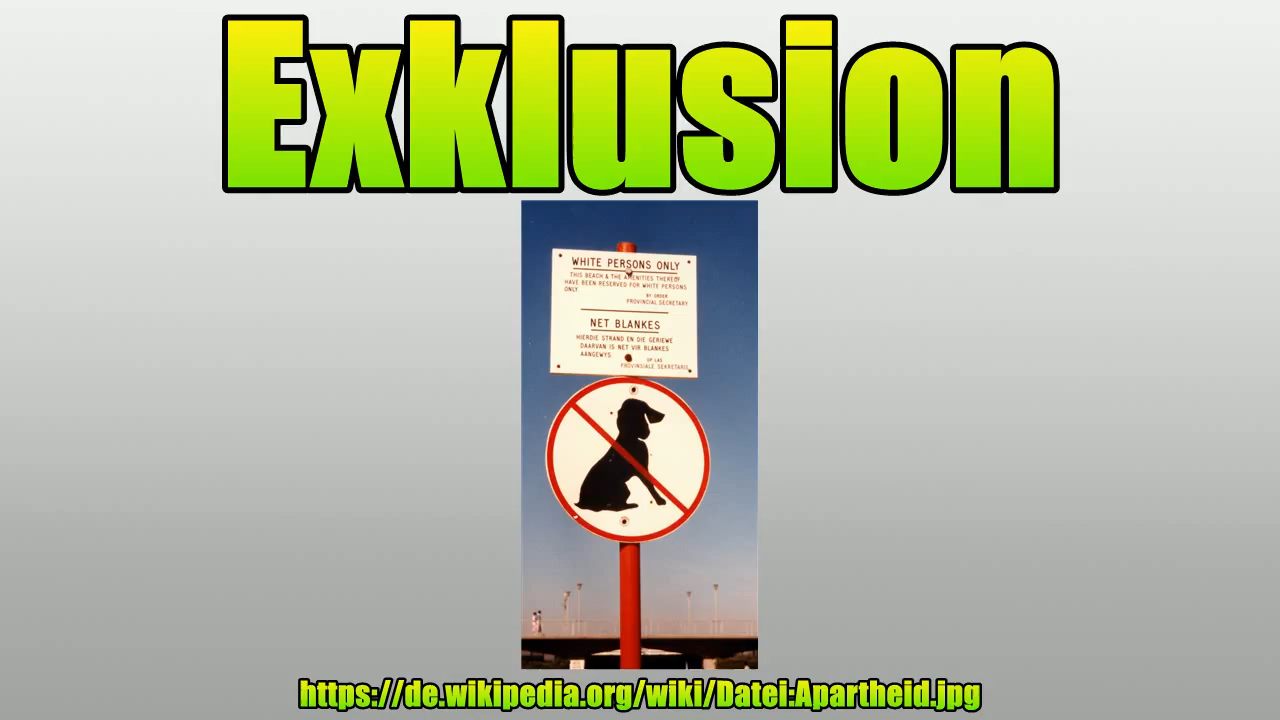 Exklusion
WHITE PERSONS ONLY
THIS BEACH & THE AMENITIES THEREOF
HAVE BEEN RESERVED FOR WHITE PERSONS
ONLY
BY ORDER
PROVINCIAL SECRETARY
NET BLANKES
HIERDIE STRAND EN DIE GERIEWE
DAARVAN IS NET VIR BLANKES
AANGEWYS
OP LAS
PROVINSIALE SEKRETARIS
https://de.wikipedia.org/wiki/Datei:Apartheid.jpg